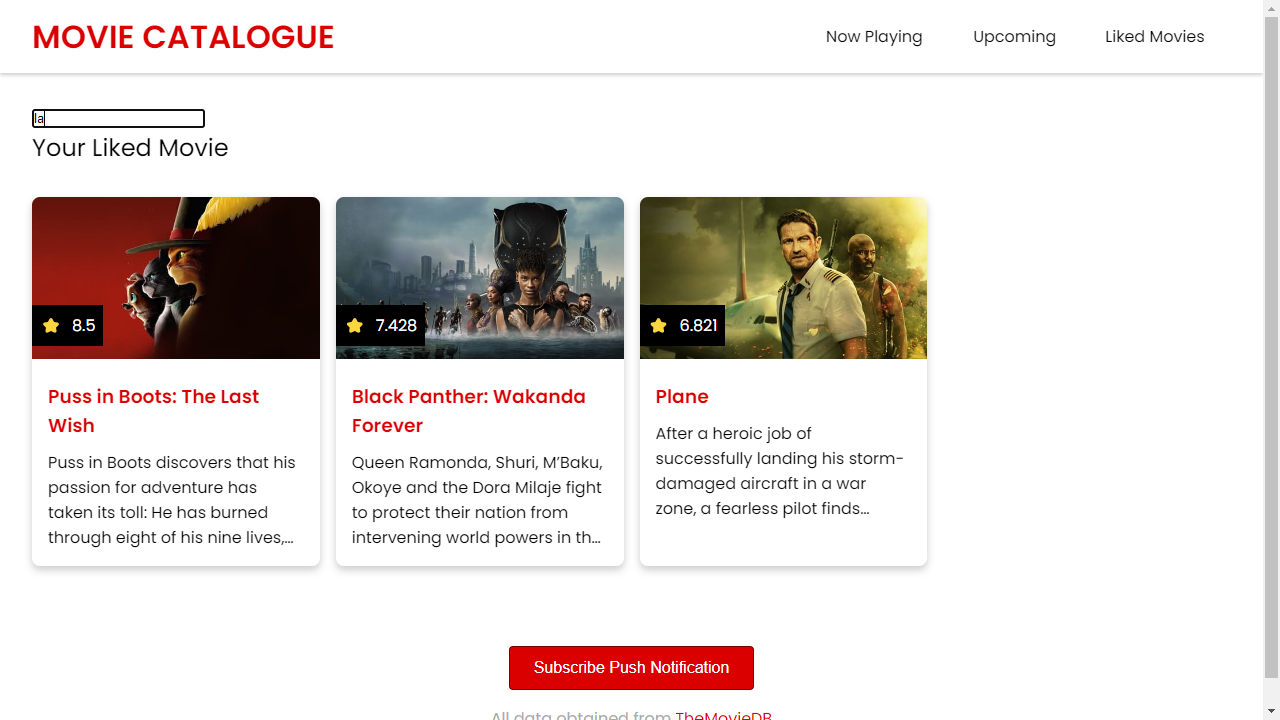 MOVIE CATALOGUE
Now Playing
Upcoming
Liked Movies
la
Your Liked Movie
8.5
Puss in Boots: The Last
Wish
Puss in Boots discovers that his
passion for adventure has
taken its toll: He has burned
through eight of his nine lives,...
7.428
Black Panther: Wakanda
Forever
Queen Ramonda, Shuri, M’Baku,
Okoye and the Dora Milaje fight
to protect their nation from
intervening world powers in th...
6.821
Plane
After a heroic job of
successfully landing his storm-
damaged aircraft in a war
zone, a fearless pilot finds...
Subscribe Push Notification
All data obtained from TheMovieDB